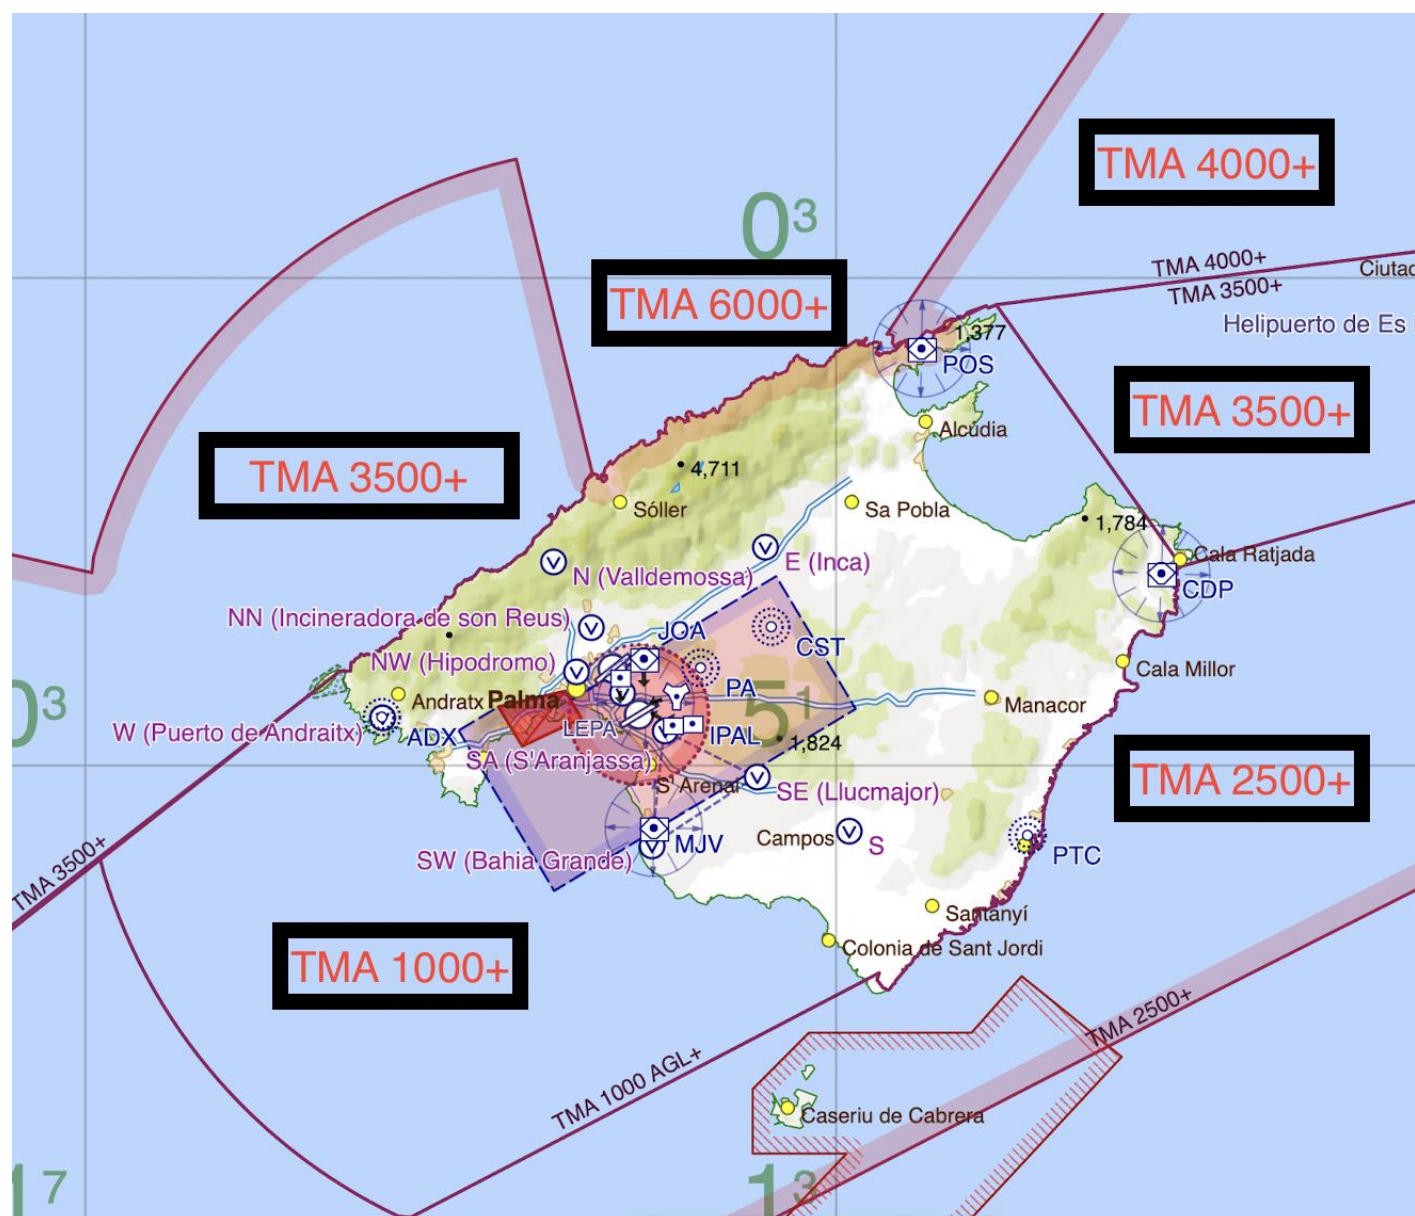 TMA 4000+
0³
TMA 4000+
Ciutac
TMA 6000+
TMA 3500+
1,377
Helipuerto de Es
POS
TMA 3500+
Alcúdia
TMA 3500+
4,711
Sóller
Sa Pobla
1,784
Cala Ratjada
E (Inca)
N (Valldemossa)
CDP
NN (Incineradora de son Reus)
JOA
CST
NW (Hipodromo)
Cala Millor
PA
Andratx
Palma
Manacor
0³
5¹
W (Puerto de Andraitx)
ADX
LEPA
IPAL
1,824
SA (S'Aranjassa)
S'Arenal
SE (Llucmajor)
TMA 2500+
Campos
S
MJV
PTC
SW (Bahia Grande)
TMA 3500+
Santanyí
Colonia de Sant Jordi
TMA 1000+
TMA 2500+
TMA 1000 AGL+
Caseriu de Cabrera
1⁷
1³